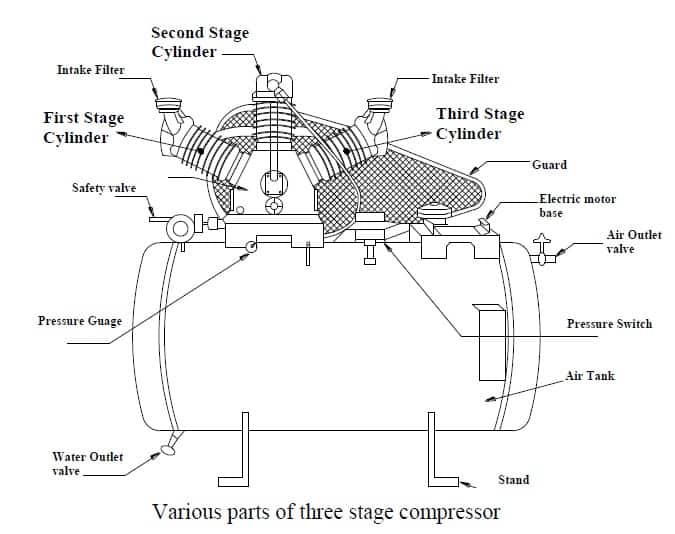 Second Stage
Cylinder
Intake Filter
Intake Filter
First Stage
Cylinder
Third Stage
Cylinder
Guard
Safety valve
Electric motor
base
Air Outlet
valve
Pressure Guage
Pressure Switch
Air Tank
Water Outlet
valve
Stand
Various parts of three stage compressor